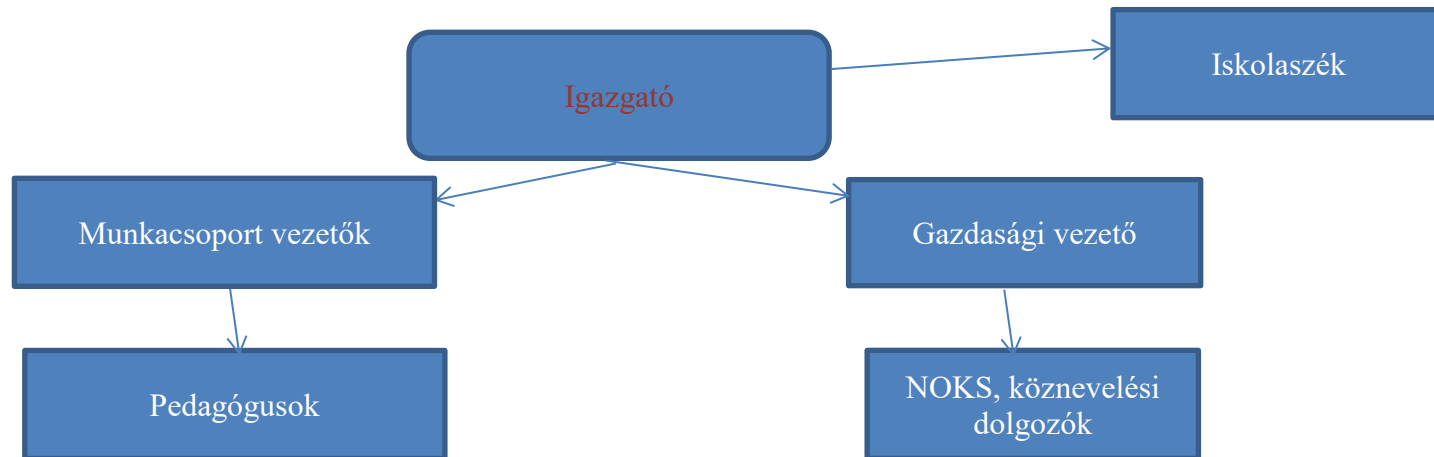 Iskolaszék
Igazgató
Munkacsoport vezetők
Gazdasági vezető
Pedagógusok
NOKS, köznevelési
dolgozók